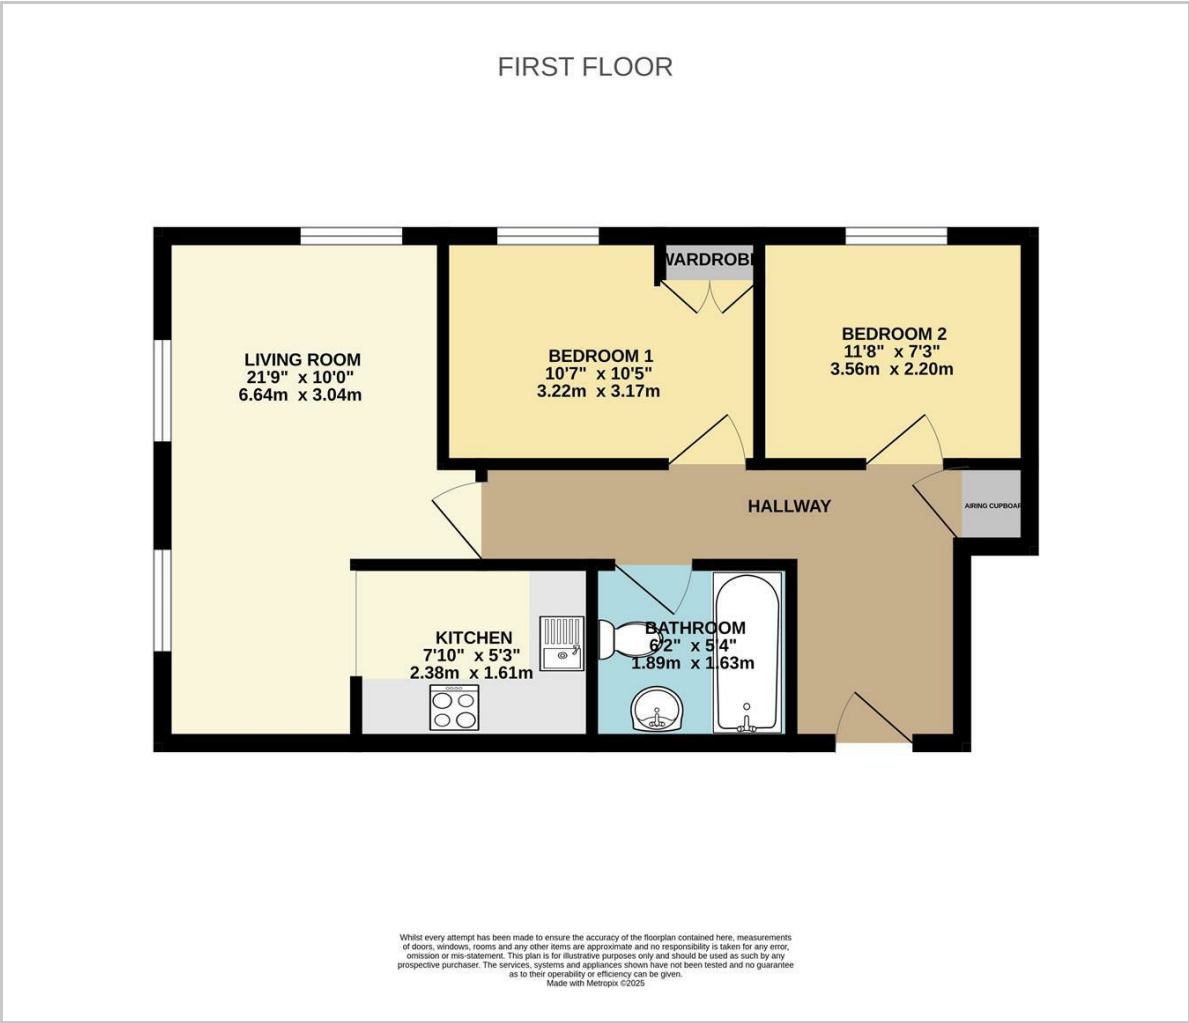 FIRST FLOOR
WARDROBE
LIVING ROOM
21'9" x 10'0"
6.64m x 3.04m
BEDROOM 1
10'7" x 10'5"
3.22m x 3.17m
BEDROOM 2
11'8" x 7'3"
3.56m x 2.20m
HALLWAY
AIRING CUPBOARD
KITCHEN
7'10" x 5'3"
2.38m x 1.61m
BATHROOM
6'2" x 5'4"
1.89m x 1.63m
Whilst every attempt has been made to ensure the accuracy of the floorplan contained here, measurements
of doors, windows, rooms and any other items are approximate and no responsibility is taken for any error,
omission or mis-statement. This plan is for illustrative purposes only and should be used as such by any
prospective purchaser. The services, systems and appliances shown have not been tested and no guarantee
as to their operability or efficiency can be given.
Made with Metropix ©2025